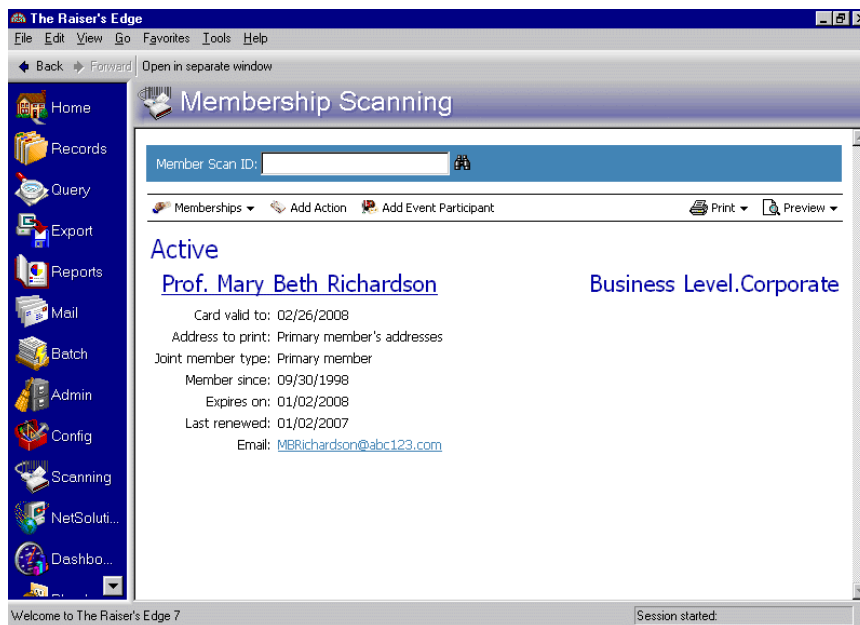 The Raiser's Edge
File Edit View Go Favorites Tools Help
Back Forward Open in separate window
Membership Scanning
Home
Records
Query
Export
Reports
Mail
Batch
Admin
Config
Scanning
NetSoluti...
Dashbo...
Member Scan ID:
Memberships Add Action Add Event Participant Print Preview
Active
Prof. Mary Beth Richardson Business Level.Corporate
Card valid to: 02/26/2008
Address to print: Primary member's addresses
Joint member type: Primary member
Member since: 09/30/1998
Expires on: 01/02/2008
Last renewed: 01/02/2007
Email: MBRichardson@abc123.com
Welcome to The Raiser's Edge 7 Session started: